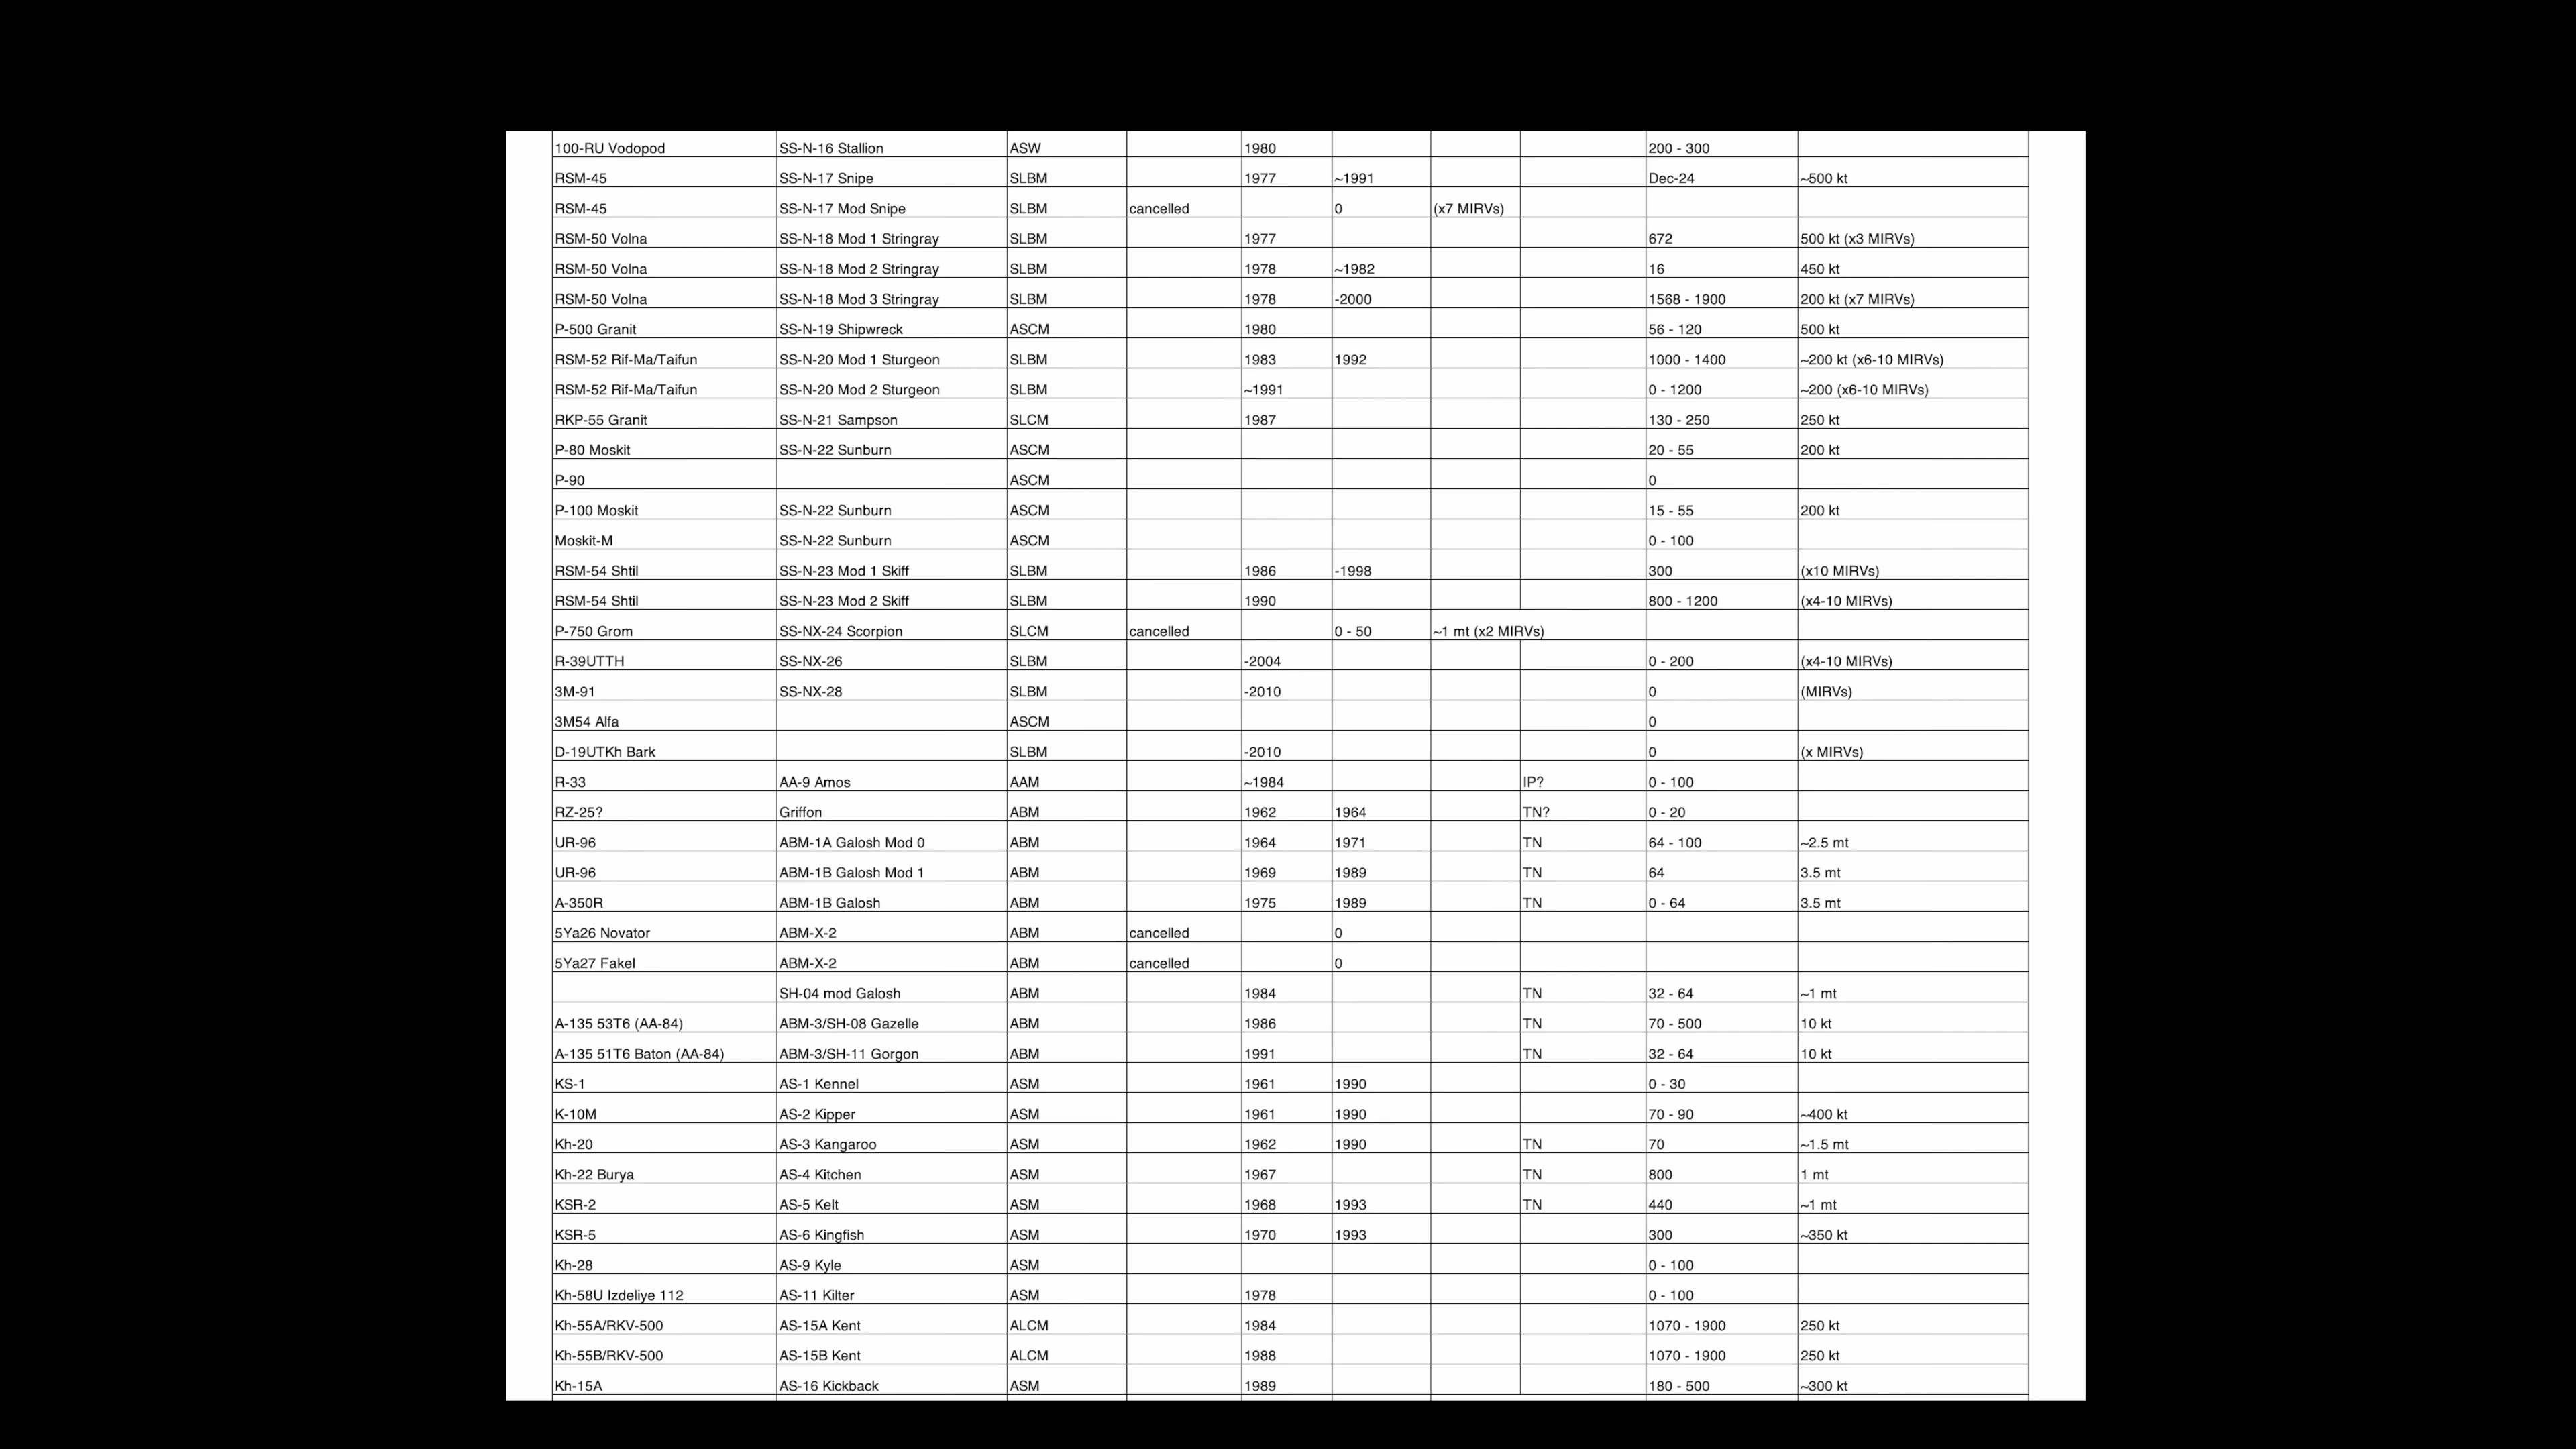 100-RU Vodopod SS-N-16 Stallion ASW 1980 200 - 300
RSM-45 SS-N-17 Snipe SLBM 1977 ~1991 Dec-24 ~500 kt
RSM-45 SS-N-17 Mod Snipe SLBM cancelled 0 (x7 MIRVs)
RSM-50 Volna SS-N-18 Mod 1 Stringray SLBM 1977 672 500 kt (x3 MIRVs)
RSM-50 Volna SS-N-18 Mod 2 Stringray SLBM 1978 ~1982 16 450 kt
RSM-50 Volna SS-N-18 Mod 3 Stringray SLBM 1978 -2000 1568 - 1900 200 kt (x7 MIRVs)
P-500 Granit SS-N-19 Shipwreck ASCM 1980 56 - 120 500 kt
RSM-52 Rif-Ma/Taifun SS-N-20 Mod 1 Sturgeon SLBM 1983 1992 1000 - 1400 ~200 kt (x6-10 MIRVs)
RSM-52 Rif-Ma/Taifun SS-N-20 Mod 2 Sturgeon SLBM ~1991 0 - 1200 ~200 (x6-10 MIRVs)
RKP-55 Granit SS-N-21 Sampson SLCM 1987 130 - 250 250 kt
P-80 Moskit SS-N-22 Sunburn ASCM 20 - 55 200 kt
P-90 ASCM 0
P-100 Moskit SS-N-22 Sunburn ASCM 15 - 55 200 kt
Moskit-M SS-N-22 Sunburn ASCM 0 - 100
RSM-54 Shtil SS-N-23 Mod 1 Skiff SLBM 1986 -1998 300 (x10 MIRVs)
RSM-54 Shtil SS-N-23 Mod 2 Skiff SLBM 1990 800 - 1200 (x4-10 MIRVs)
P-750 Grom SS-NX-24 Scorpion SLCM cancelled 0 - 50 ~1 mt (x2 MIRVs)
R-39UTTH SS-NX-26 SLBM -2004 0 - 200 (x4-10 MIRVs)
3M-91 SS-NX-28 SLBM -2010 0 (MIRVs)
3M54 Alfa ASCM 0
D-19UTKh Bark SLBM -2010 0 (x MIRVs)
R-33 AA-9 Amos AAM ~1984 IP? 0 - 100
RZ-25? Griffon ABM 1962 1964 TN? 0 - 20
UR-96 ABM-1A Galosh Mod 0 ABM 1964 1971 TN 64 - 100 ~2.5 mt
UR-96 ABM-1B Galosh Mod 1 ABM 1969 1989 TN 64 3.5 mt
A-350R ABM-1B Galosh ABM 1975 1989 TN 0 - 64 3.5 mt
5Ya26 Novator ABM-X-2 ABM cancelled 0
5Ya27 Fakel ABM-X-2 ABM cancelled 0
SH-04 mod Galosh ABM 1984 TN 32 - 64 ~1 mt
A-135 53T6 (AA-84) ABM-3/SH-08 Gazelle ABM 1986 TN 70 - 500 10 kt
A-135 51T6 Baton (AA-84) ABM-3/SH-11 Gorgon ABM 1991 TN 32 - 64 10 kt
KS-1 AS-1 Kennel ASM 1961 1990 0 - 30
K-10M AS-2 Kipper ASM 1961 1990 70 - 90 ~400 kt
Kh-20 AS-3 Kangaroo ASM 1962 1990 TN 70 ~1.5 mt
Kh-22 Burya AS-4 Kitchen ASM 1967 TN 800 1 mt
KSR-2 AS-5 Kelt ASM 1968 1993 TN 440 ~1 mt
KSR-5 AS-6 Kingfish ASM 1970 1993 300 ~350 kt
Kh-28 AS-9 Kyle ASM 0 - 100
Kh-58U Izdeliye 112 AS-11 Kilter ASM 1978 0 - 100
Kh-55A/RKV-500 AS-15A Kent ALCM 1984 1070 - 1900 250 kt
Kh-55B/RKV-500 AS-15B Kent ALCM 1988 1070 - 1900 250 kt
Kh-15A AS-16 Kickback ASM 1989 180 - 500 ~300 kt